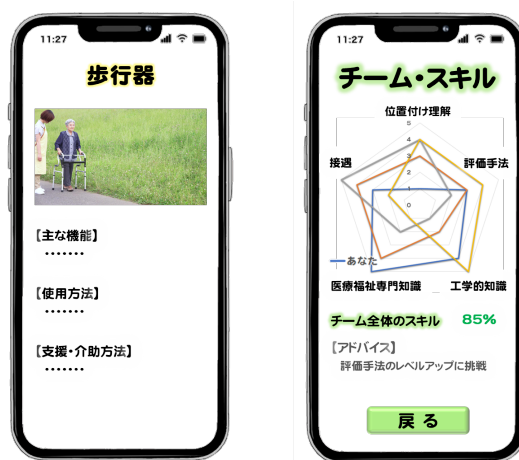 11:27
歩行器
【主な機能】
•••••••
【使用方法】
•••••••
【支援・介助方法】
•••••••
11:27
チーム・スキル
位置付け理解
5
4
3
2
1
0
接遇
評価手法
あなた
医療福祉専門知識
工学的知識
チーム全体のスキル 85%
【アドバイス】
評価手法のレベルアップに挑戦
戻る